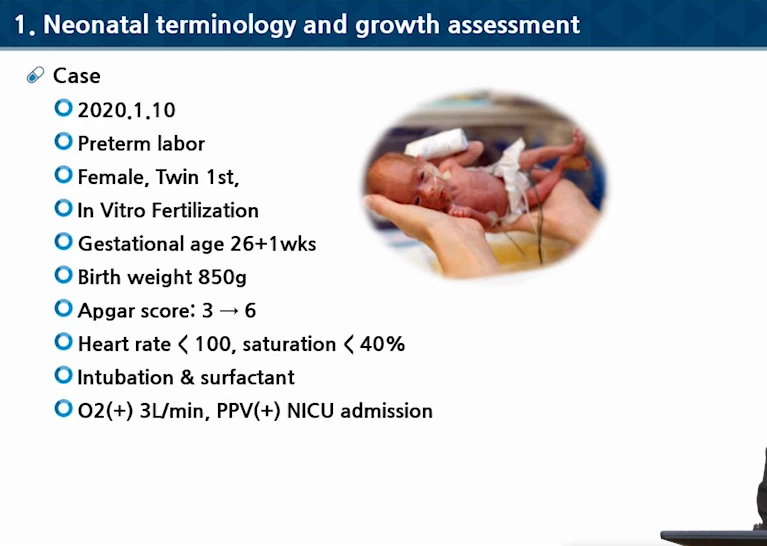 1. Neonatal terminology and growth assessment
Case
2020.1.10
Preterm labor
Female, Twin 1st,
In Vitro Fertilization
Gestational age 26+1wks
Birth weight 850g
Apgar score: 3 → 6
Heart rate < 100, saturation < 40%
Intubation & surfactant
O2(+) 3L/min, PPV(+) NICU admission